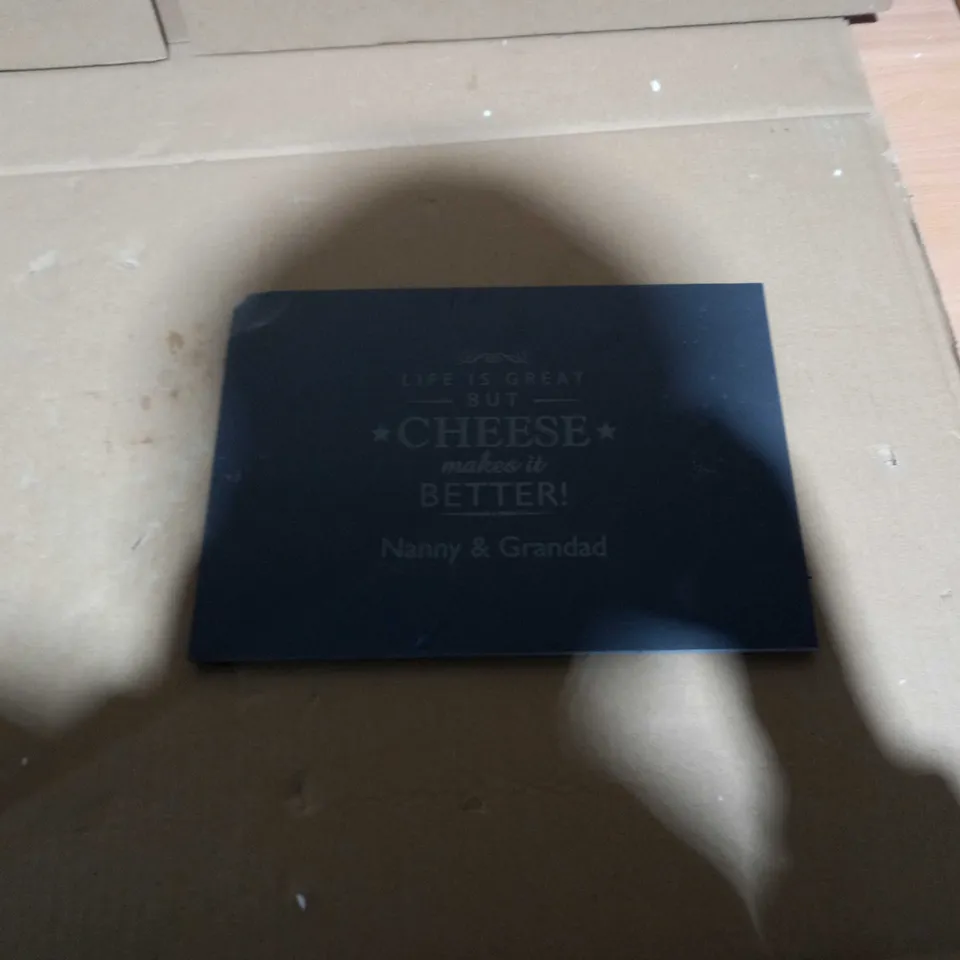 LIFE IS GREAT
BUT
CHEESE
makes it
BETTER!
Nanny & Grandad